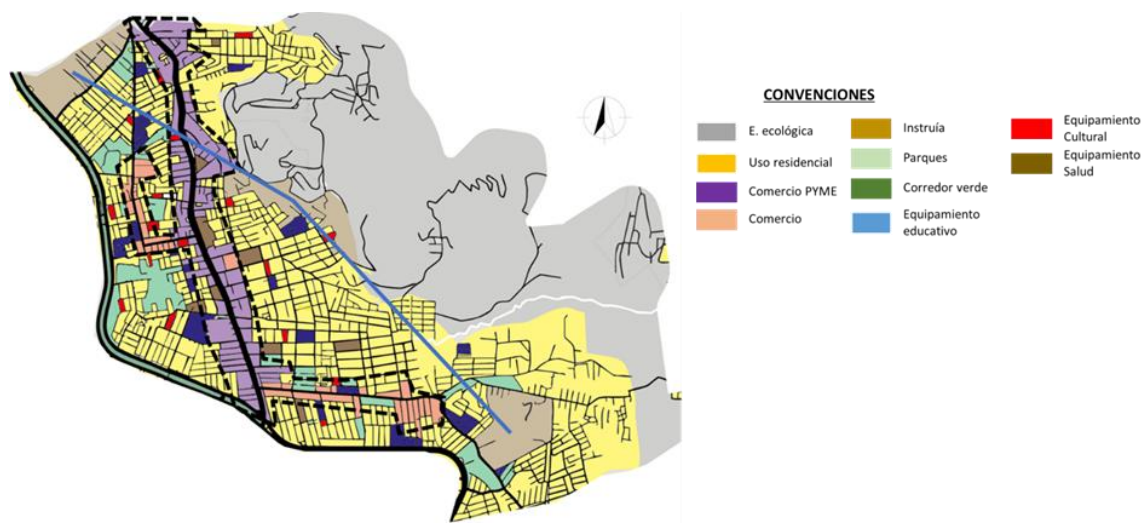 CONVENCIONES
E. ecológica
Uso residencial
Comercio PYME
Comercio
Instruía
Parques
Corredor verde
Equipamiento
educativo
Equipamiento
Cultural
Equipamiento
Salud